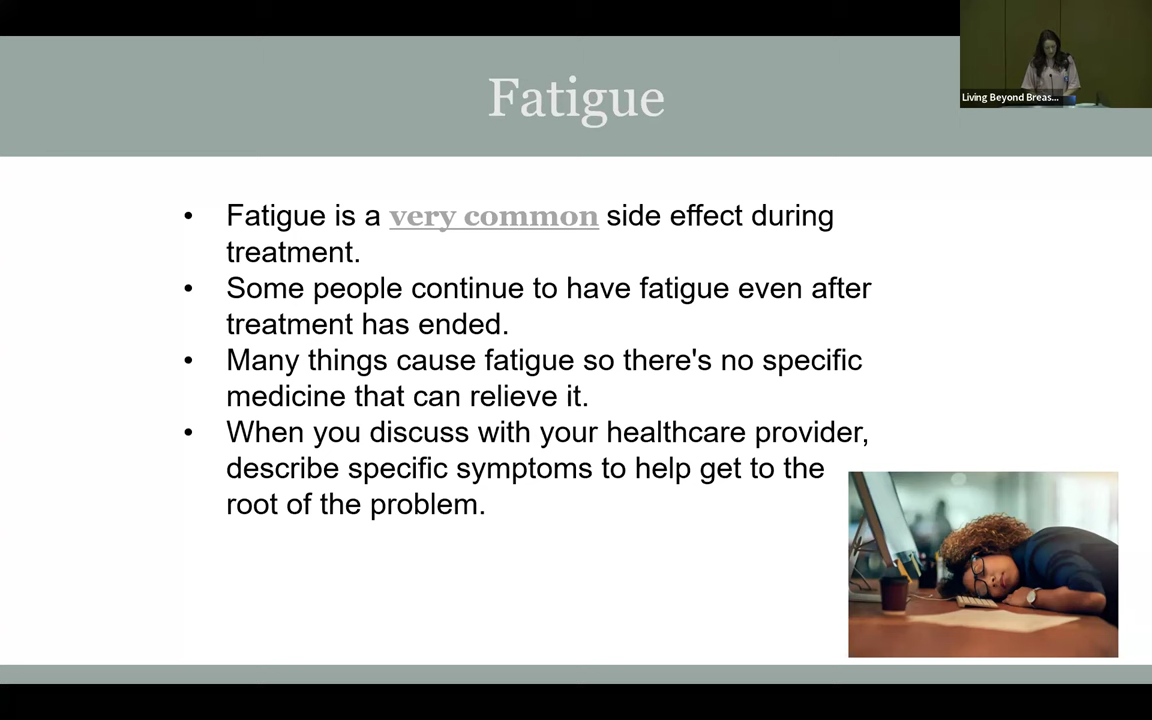 Fatigue
Living Beyond Breas...
• Fatigue is a very common side effect during
treatment.
• Some people continue to have fatigue even after
treatment has ended.
• Many things cause fatigue so there's no specific
medicine that can relieve it.
• When you discuss with your healthcare provider,
describe specific symptoms to help get to the
root of the problem.